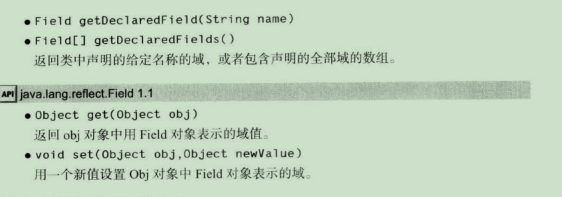 • Field getDeclaredField(String name)
• Field[] getDeclaredFields()
返回类中声明的给定名称的域，或者包含声明的全部域的数组。
API java.lang.reflect.Field 1.1
• Object get(Object obj)
返回 obj 对象中用 Field 对象表示的域值。
• void set(Object obj,Object newValue)
用一个新值设置 Obj 对象中 Field 对象表示的域。